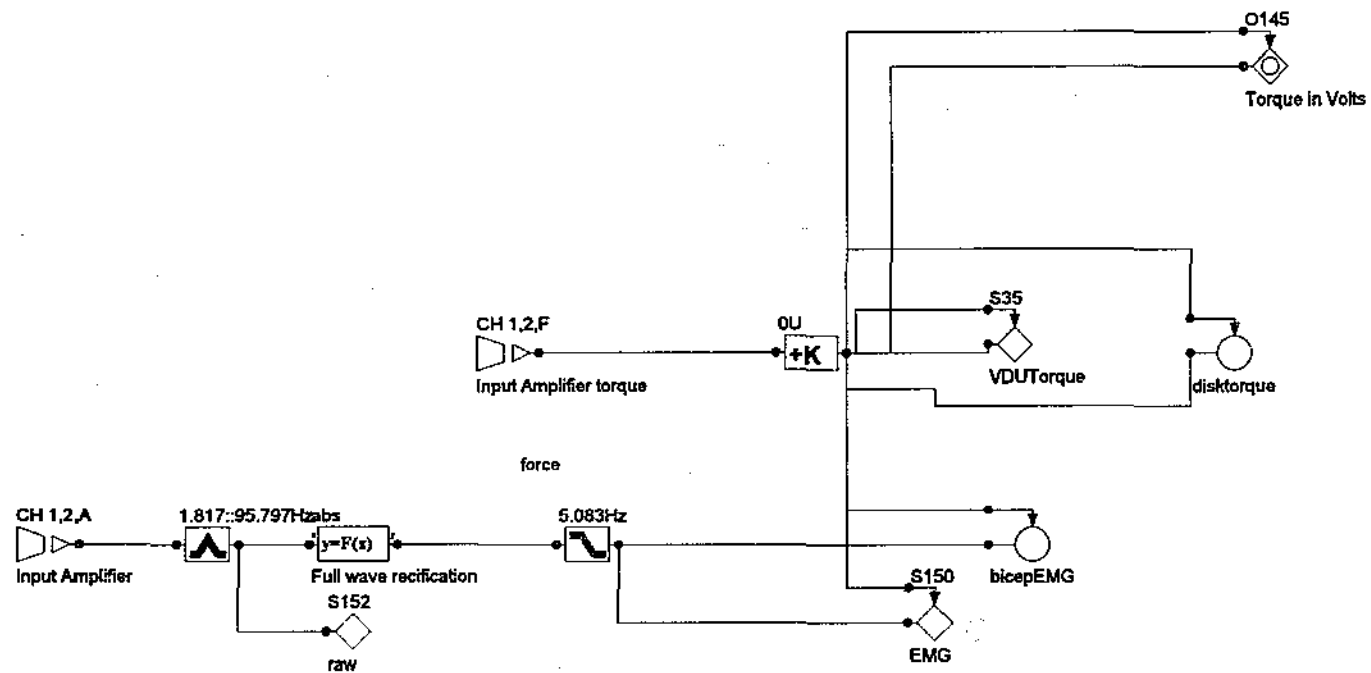 O145
Torque in Volts
S35
CH 1,2,F
0U
+K
Input Amplifier torque
VDUTorque
disktorque
force
CH 1,2,A
1.817::95.797Hzabs
5.083Hz
y=F(x)
Input Amplifier
Full wave recification
bicepEMG
S152
S150
raw
EMG